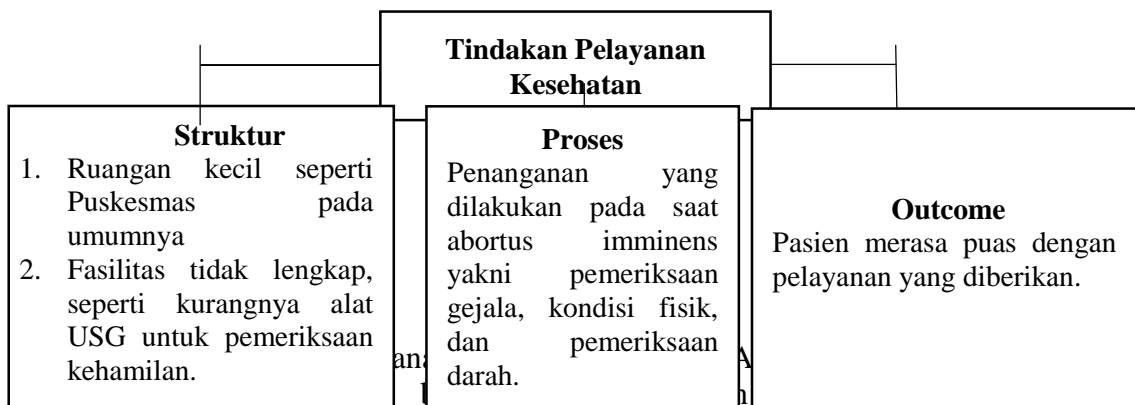 Tindakan Pelayanan
Kesehatan
Struktur
1. Ruangan kecil seperti
Puskesmas pada
umumnya
2. Fasilitas tidak lengkap,
seperti kurangnya alat
USG untuk pemeriksaan
kehamilan.
Proses
Penanganan yang
dilakukan pada saat
abortus imminens
yakni pemeriksaan
gejala, kondisi fisik,
dan pemeriksaan
darah.
Outcome
Pasien merasa puas dengan
pelayanan yang diberikan.